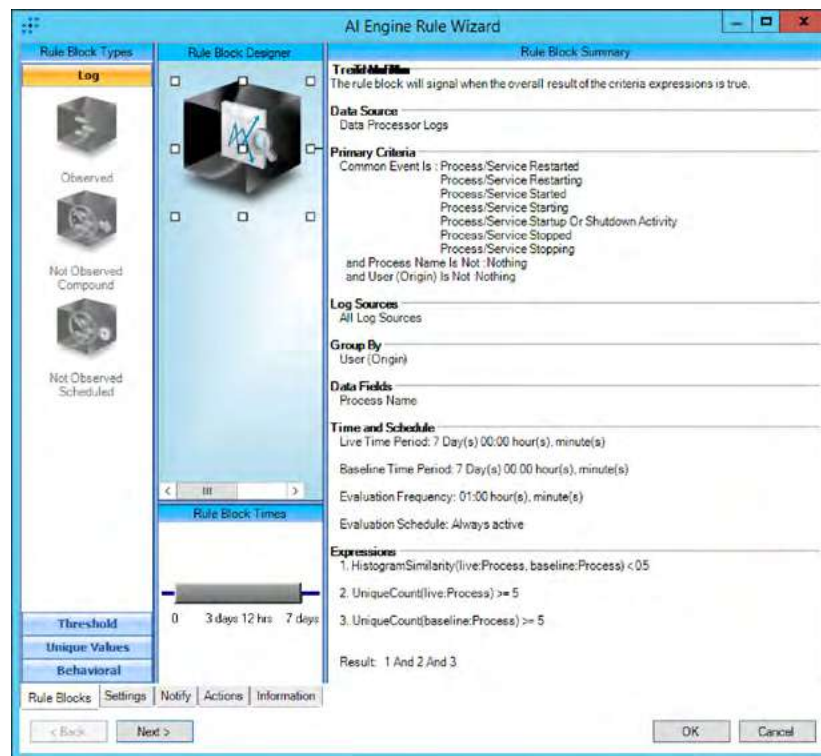 AI Engine Rule Wizard
Rule Block Types
Log
Observed
Not Observed
Compound
Not Observed
Scheduled
Threshold
Unique Values
Behavioral
Rule Block Designer
Rule Block Times
0 3 days 12 hrs 7 days
Rule Block Summary
The rule block will signal when the overall result of the criteria expressions is true.
Data Source
Data Processor Logs
Primary Criteria
Common Event Is : Process/Service Restarted
Process/Service Restarting
Process/Service Started
Process/Service Starting
Process/Service Startup Or Shutdown Activity
Process/Service Stopped
Process/Service Stopping
and Process Name Is Not :Nothing
and User (Origin) Is Not :Nothing
Log Sources
All Log Sources
Group By
User (Origin)
Data Fields
Process Name
Time and Schedule
Live Time Period: 7 Day(s) 00:00 hour(s), minute(s)
Baseline Time Period: 7 Day(s) 00:00 hour(s), minute(s)
Evaluation Frequency: 01:00 hour(s), minute(s)
Evaluation Schedule: Always active
Expressions
1. HistogramSimilarity(live:Process, baseline:Process) <
2. UniqueCount(live:Process) >= 5
3. UniqueCount(baseline:Process) >= 5
Result: 1 And 2 And 3
Rule Blocks Settings Notify Actions Information
< Back Next > OK Cancel